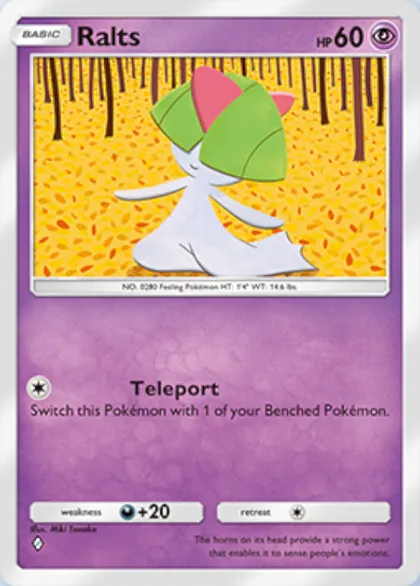 BASIC Ralts HP 60
NO: 0280 Feeling Pokémon HT: 1'4" WT: 14.6 lbs.
Teleport
Switch this Pokémon with 1 of your Benched Pokémon.
weakness +20 retreat
Illus. Miki Tanaka
The horns on its head provide a strong power
that enables it to sense people's emotions.